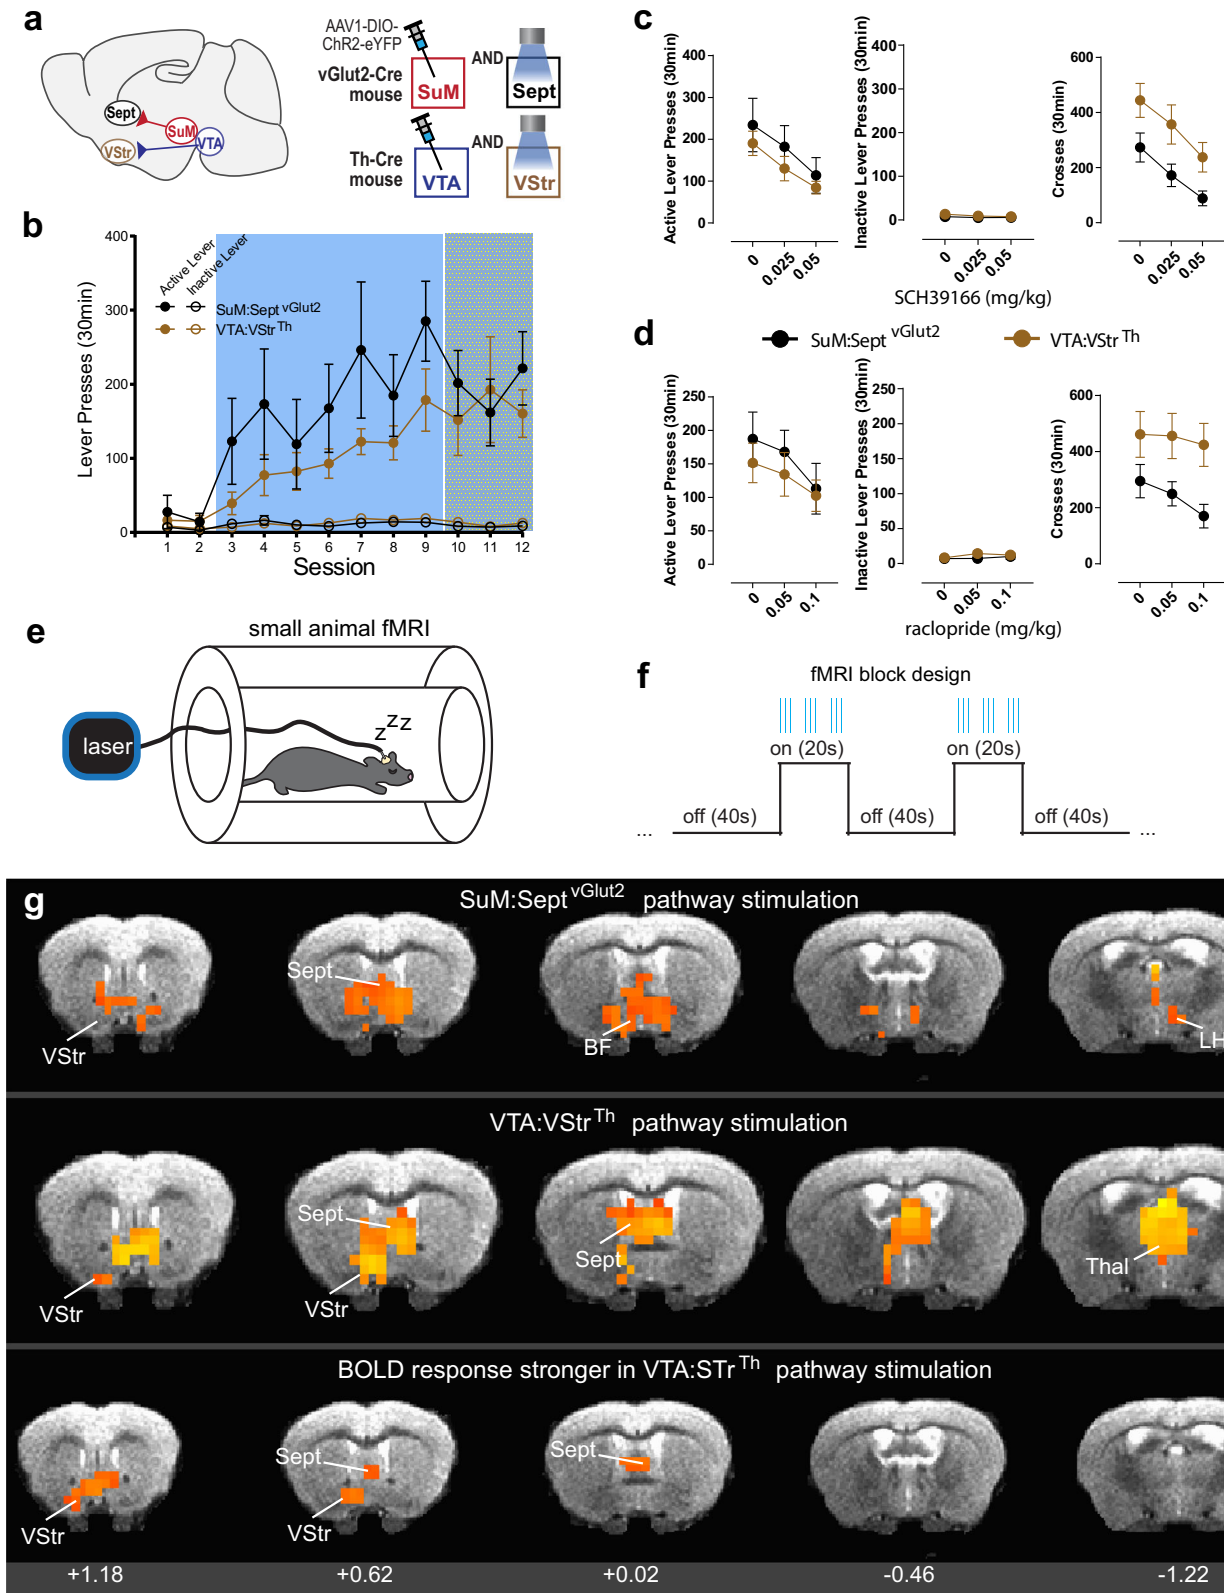 a
AAV1-DIO-
ChR2-eYFP
vGlut2-Cre
mouse
SuM
AND
Sept
Th-Cre
mouse
VTA
AND
VStr
Sept
SuM
VTA
VStr
b
Lever Presses (30min)
400
300
200
100
0
Active Lever
Inactive Lever
SuM:Sept vGlut2
VTA:VStr Th
1 2 3 4 5 6 7 8 9 10 11 12
Session
c
Active Lever Presses (30min)
400
300
200
100
0
0 0.025 0.05
Inactive Lever Presses (30min)
400
300
200
100
0
0 0.025 0.05
Crosses (30min)
600
400
200
0
0 0.025 0.05
SCH39166 (mg/kg)
d
SuM:Sept vGlut2
VTA:VStr Th
Active Lever Presses (30min)
250
200
150
100
50
0
0 0.05 0.1
Inactive Lever Presses (30min)
250
200
150
100
50
0
0 0.05 0.1
Crosses (30min)
600
400
200
0
0 0.05 0.1
raclopride (mg/kg)
e
small animal fMRI
laser
z z z
f
fMRI block design
on (20s) on (20s)
... off (40s) off (40s) off (40s) ...
g
SuM:Sept vGlut2 pathway stimulation
VStr
Sept
BF
LH
VTA:VStr Th pathway stimulation
VStr
Sept
VStr
Sept
Thal
BOLD response stronger in VTA:STr Th pathway stimulation
VStr
Sept
VStr
Sept
+1.18 +0.62 +0.02 -0.46 -1.22